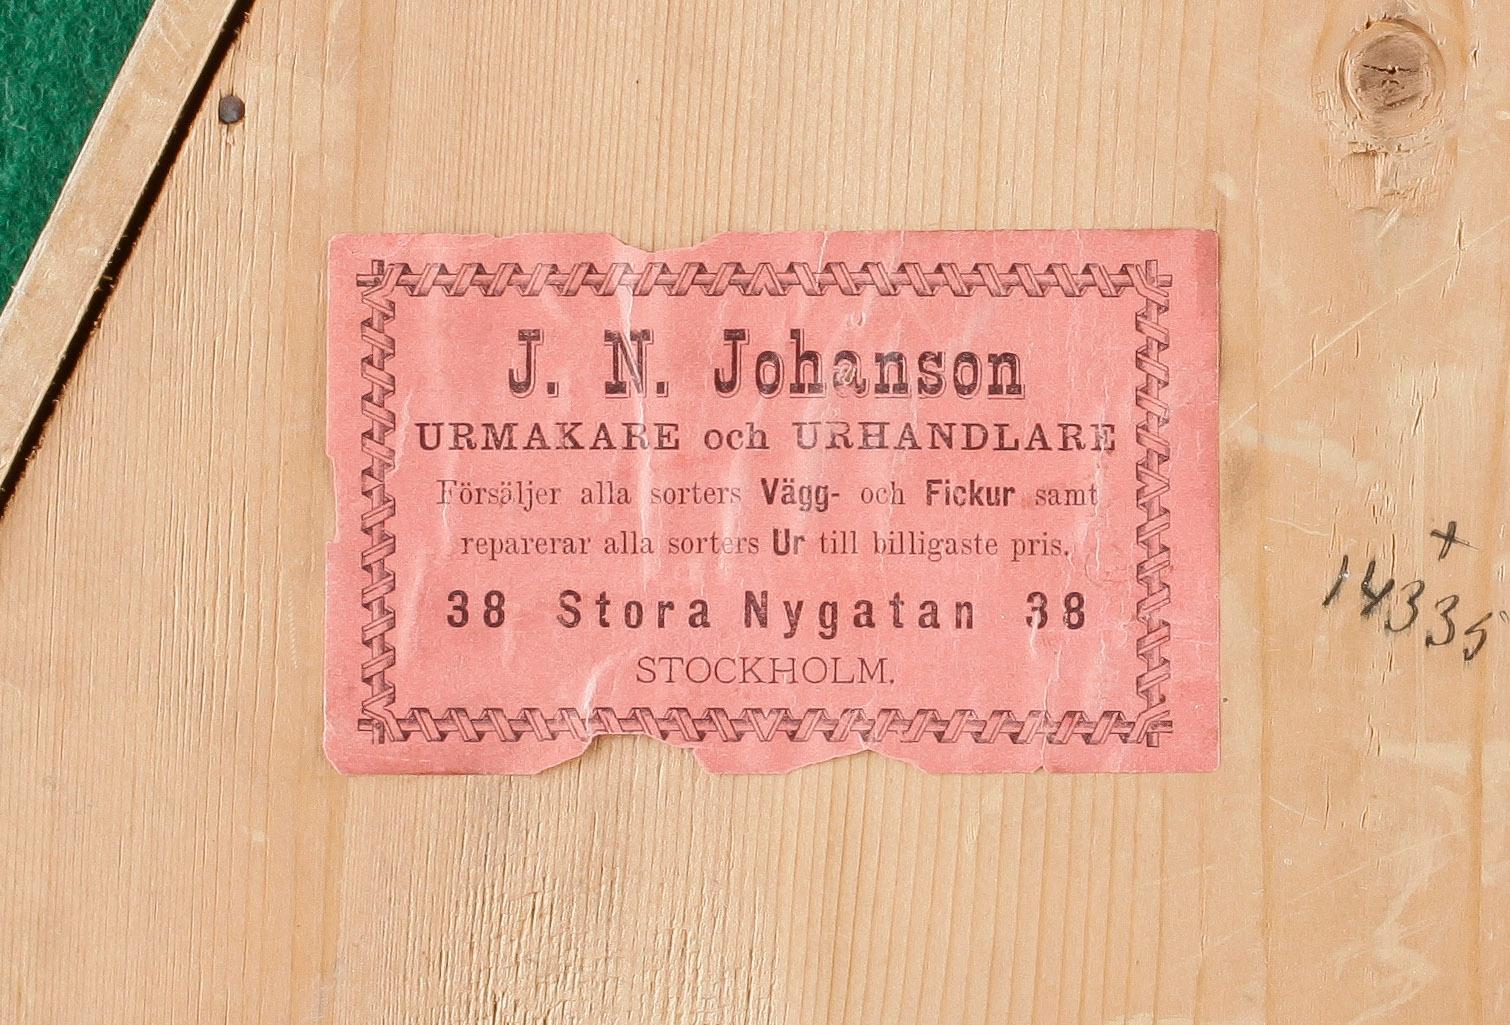 J. N. Johanson
URMAKARE och URHANDLARE
Försäljer alla sorters Vägg- och Fickur samt
reparerar alla sorters Ur till billigaste pris.
38 Stora Nygatan 38
STOCKHOLM.
+
14335